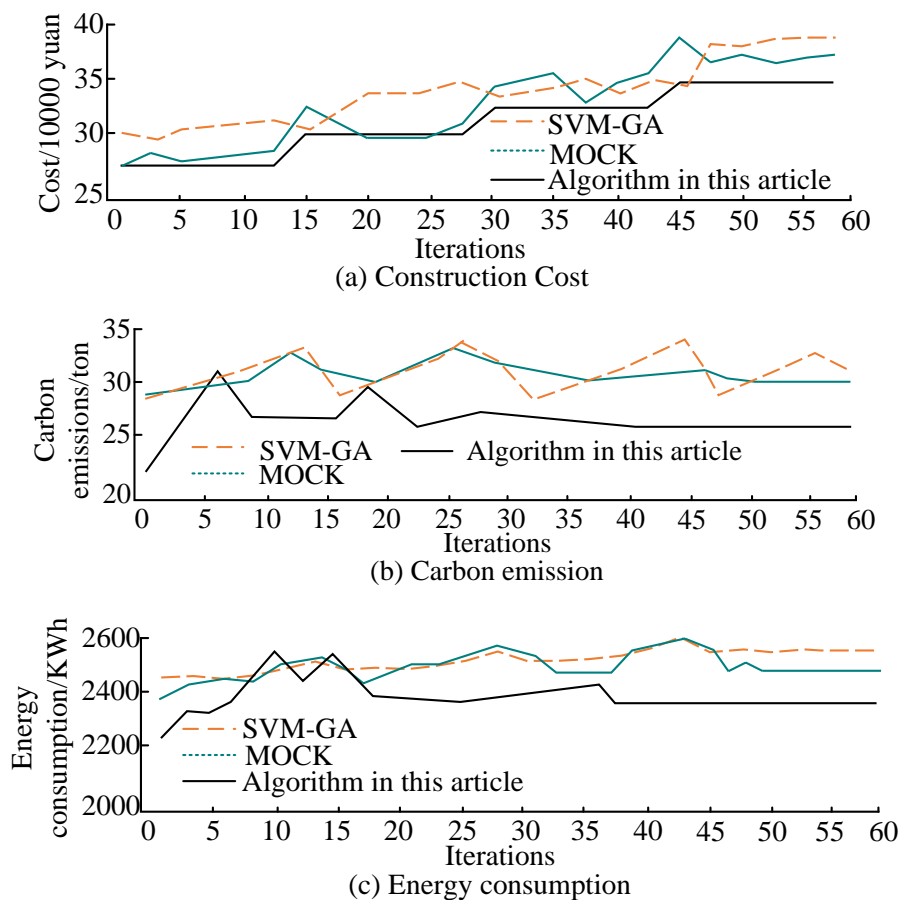 Cost/10000 yuan
40
35
30
25
SVM-GA
MOCK
Algorithm in this article
0 5 10 15 20 25 30 35 40 45 50 55 60
Iterations
(a) Construction Cost
Carbon
emissions/ton
35
30
25
20
SVM-GA Algorithm in this article
MOCK
0 5 10 15 20 25 30 35 40 45 50 55 60
Iterations
(b) Carbon emission
Energy
consumption/KWh
2600
2400
2200
2000
SVM-GA
MOCK
Algorithm in this article
0 5 10 15 20 25 30 35 40 45 50 55 60
Iterations
(c) Energy consumption